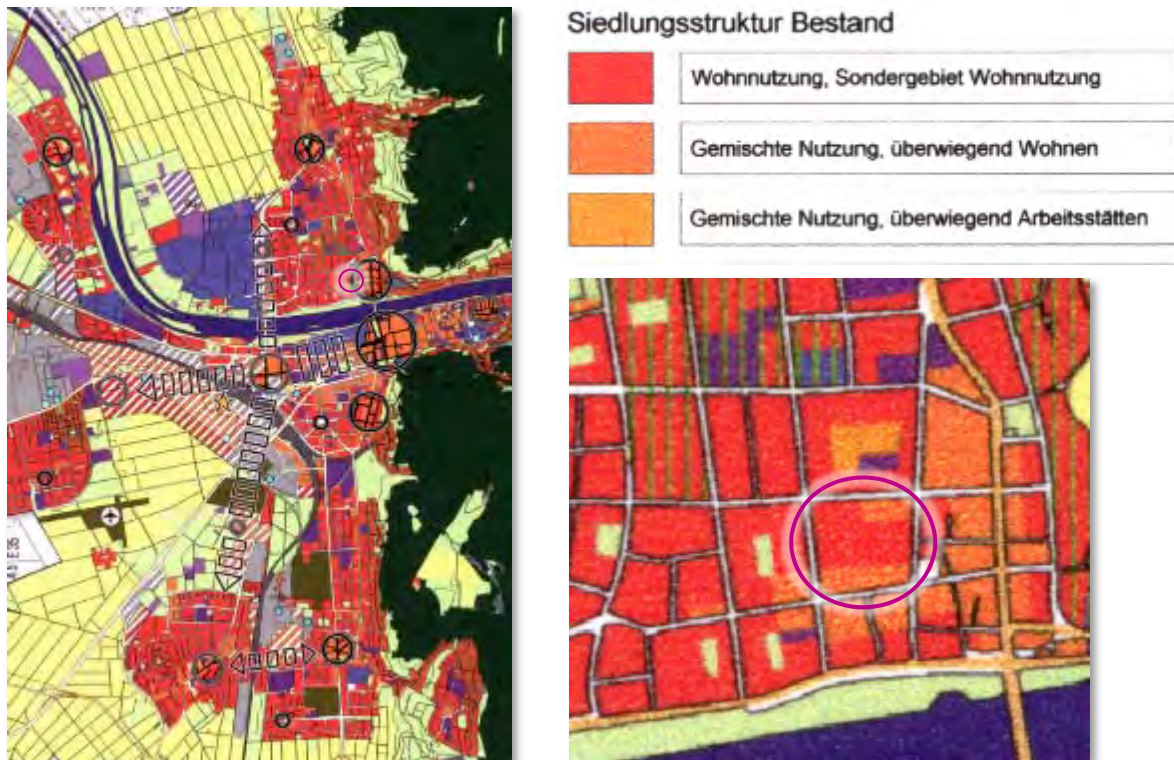 Siedlungsstruktur Bestand
Wohnnutzung, Sondergebiet Wohnnutzung
Gemischte Nutzung, überwiegend Wohnen
Gemischte Nutzung, überwiegend Arbeitsstätten